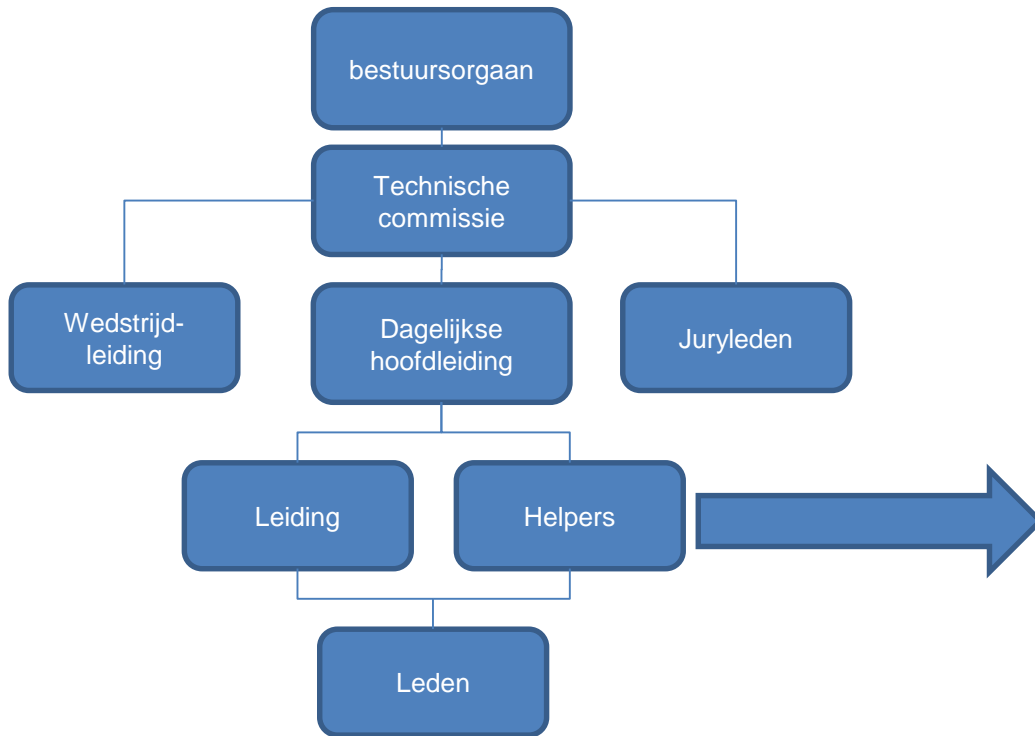 bestuursorgaan
Technische
commissie
Wedstrijd-
leiding
Dagelijkse
hoofdleiding
Juryleden
Leiding
Helpers
Leden